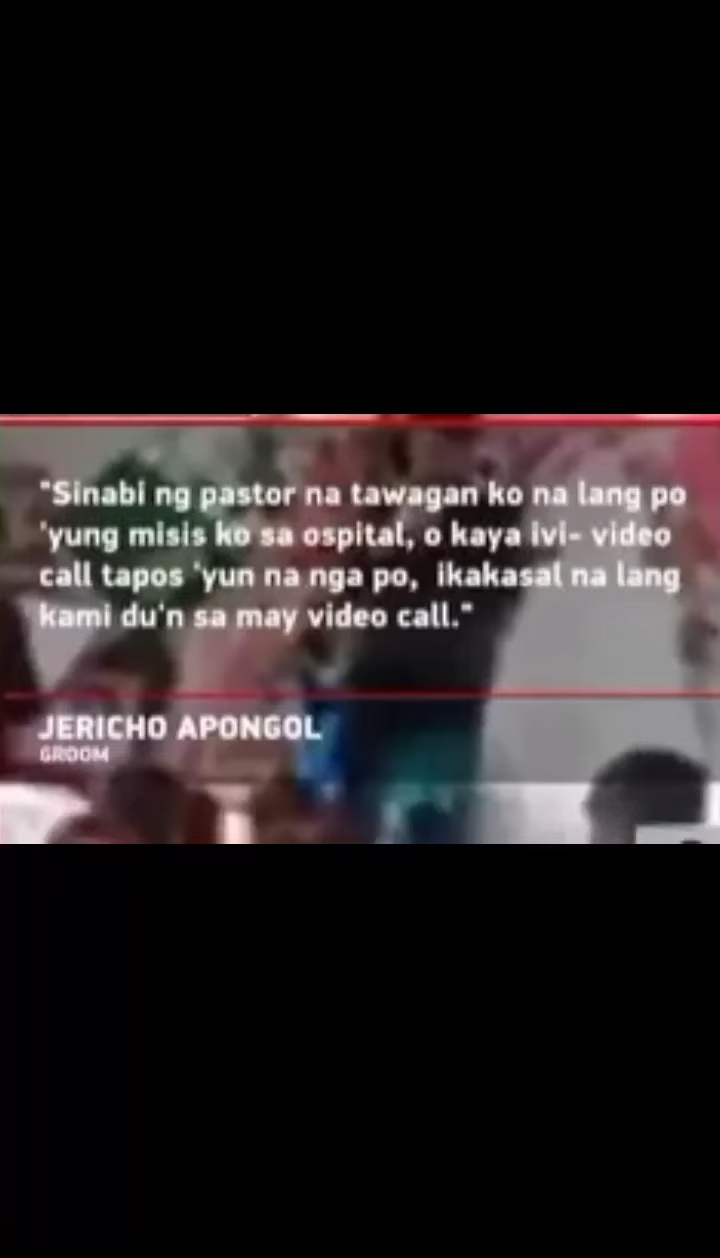 "Sinabi ng pastor na tawagan ko na lang po
'yung misis ko sa ospital, o kaya ivi- video
call tapos 'yun na nga po, ikakasal na lang
kami du'n sa may video call."
JERICHO APONGOL
GROOM